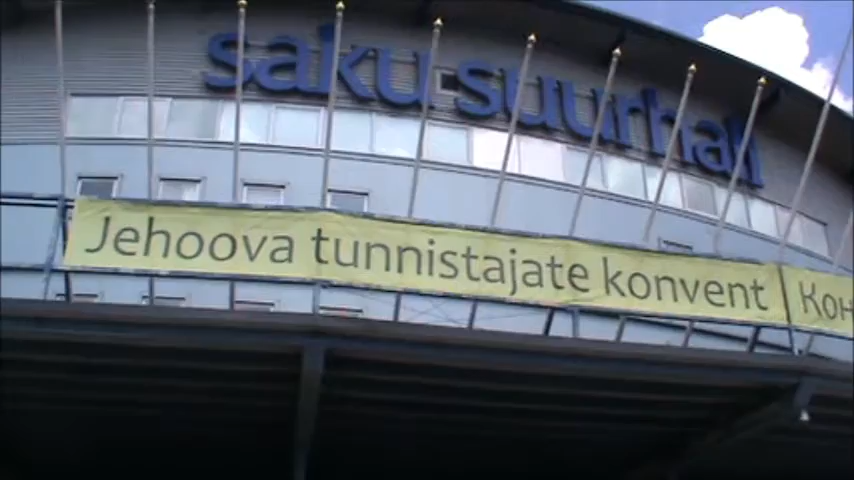 saku suurhall
Jehoova tunnistajate konvent | Кон